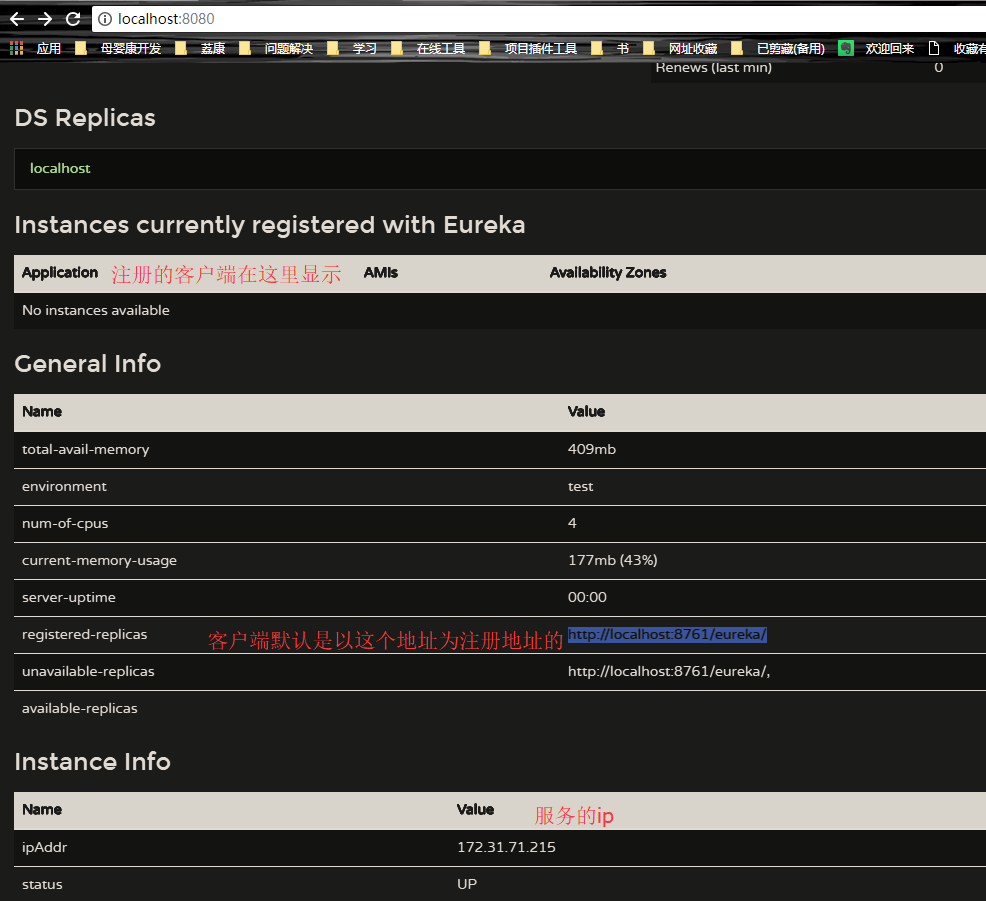 localhost:8080
应用 母婴康开发 荔康 问题解决 学习 在线工具 项目插件工具 书 网址收藏 已剪藏(备用) 欢迎回来 收藏有
Renews (last min) 0
DS Replicas
localhost
Instances currently registered with Eureka
Application 注册的客户端在这里显示 AMIs Availability Zones
No instances available
General Info
Name Value
total-avail-memory 409mb
environment test
num-of-cpus 4
current-memory-usage 177mb (43%)
server-uptime 00:00
registered-replicas 客户端默认是以这个地址为注册地址的 http://localhost:8761/eureka/
unavailable-replicas http://localhost:8761/eureka/,
available-replicas
Instance Info
Name Value 服务的ip
ipAddr 172.31.71.215
status UP